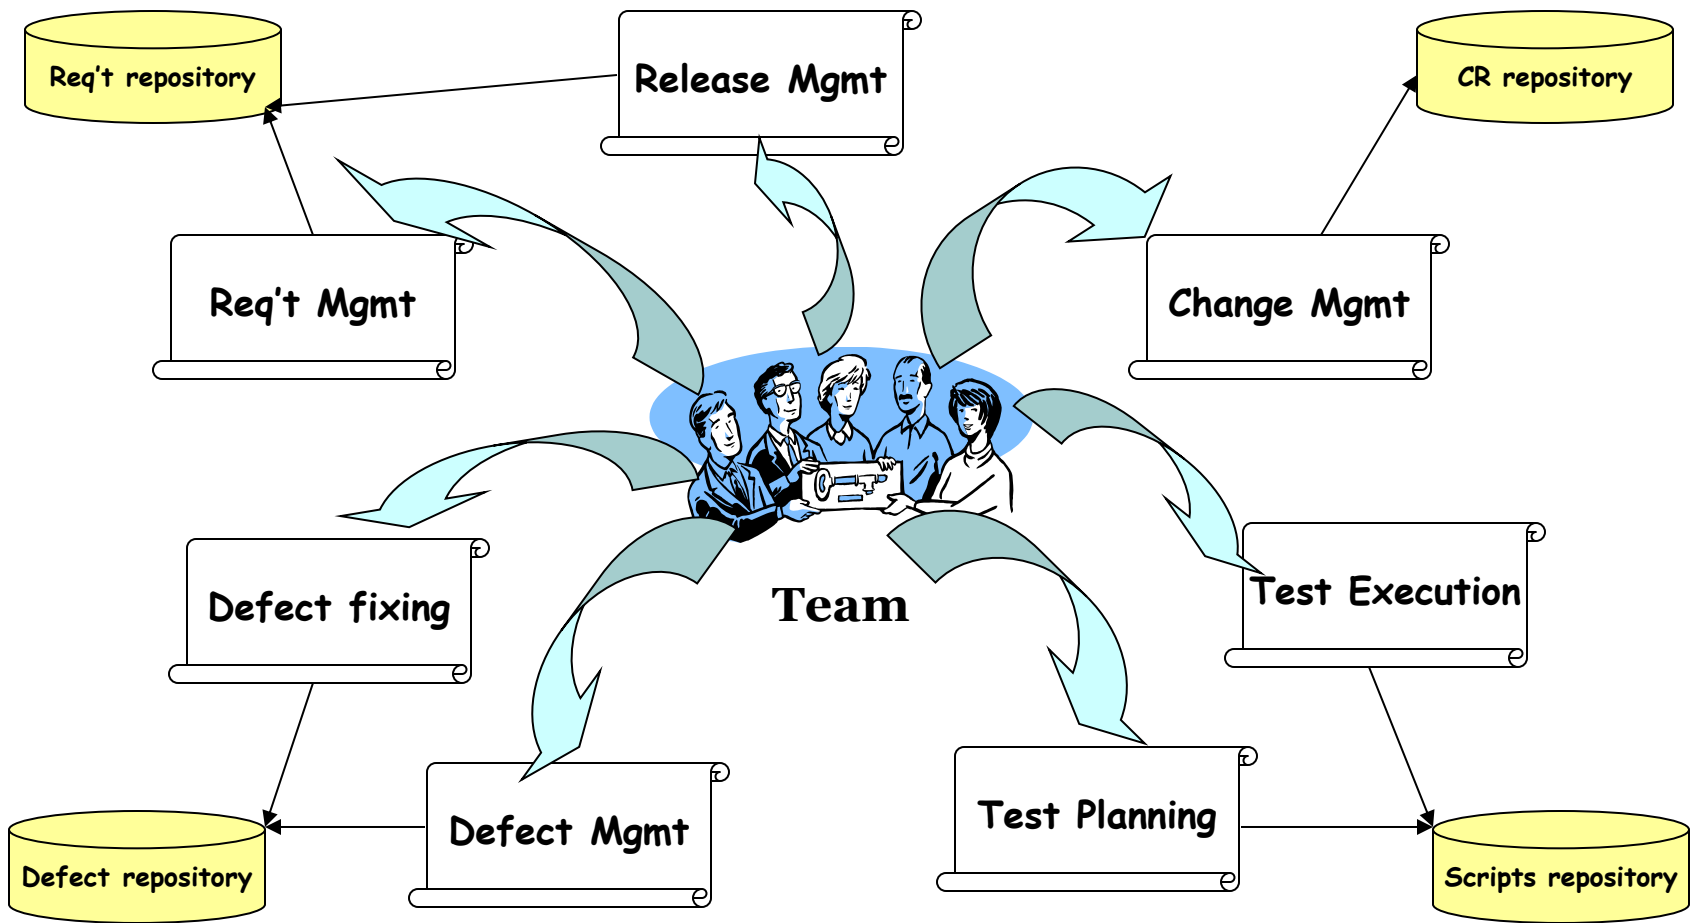 Req't repository
Release Mgmt
CR repository
Req't Mgmt
Change Mgmt
Team
Defect fixing
Test Execution
Defect Mgmt
Test Planning
Defect repository
Scripts repository